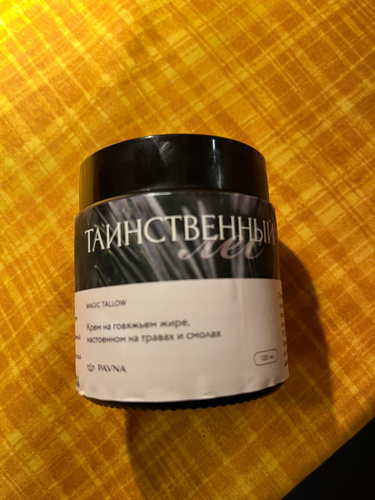 ТАИНСТВЕННЫЙ
лес
MAGIC TALLOW
Крем на говяжьем жире,
настоенном на травах и смолах
100 мл
PAVNA